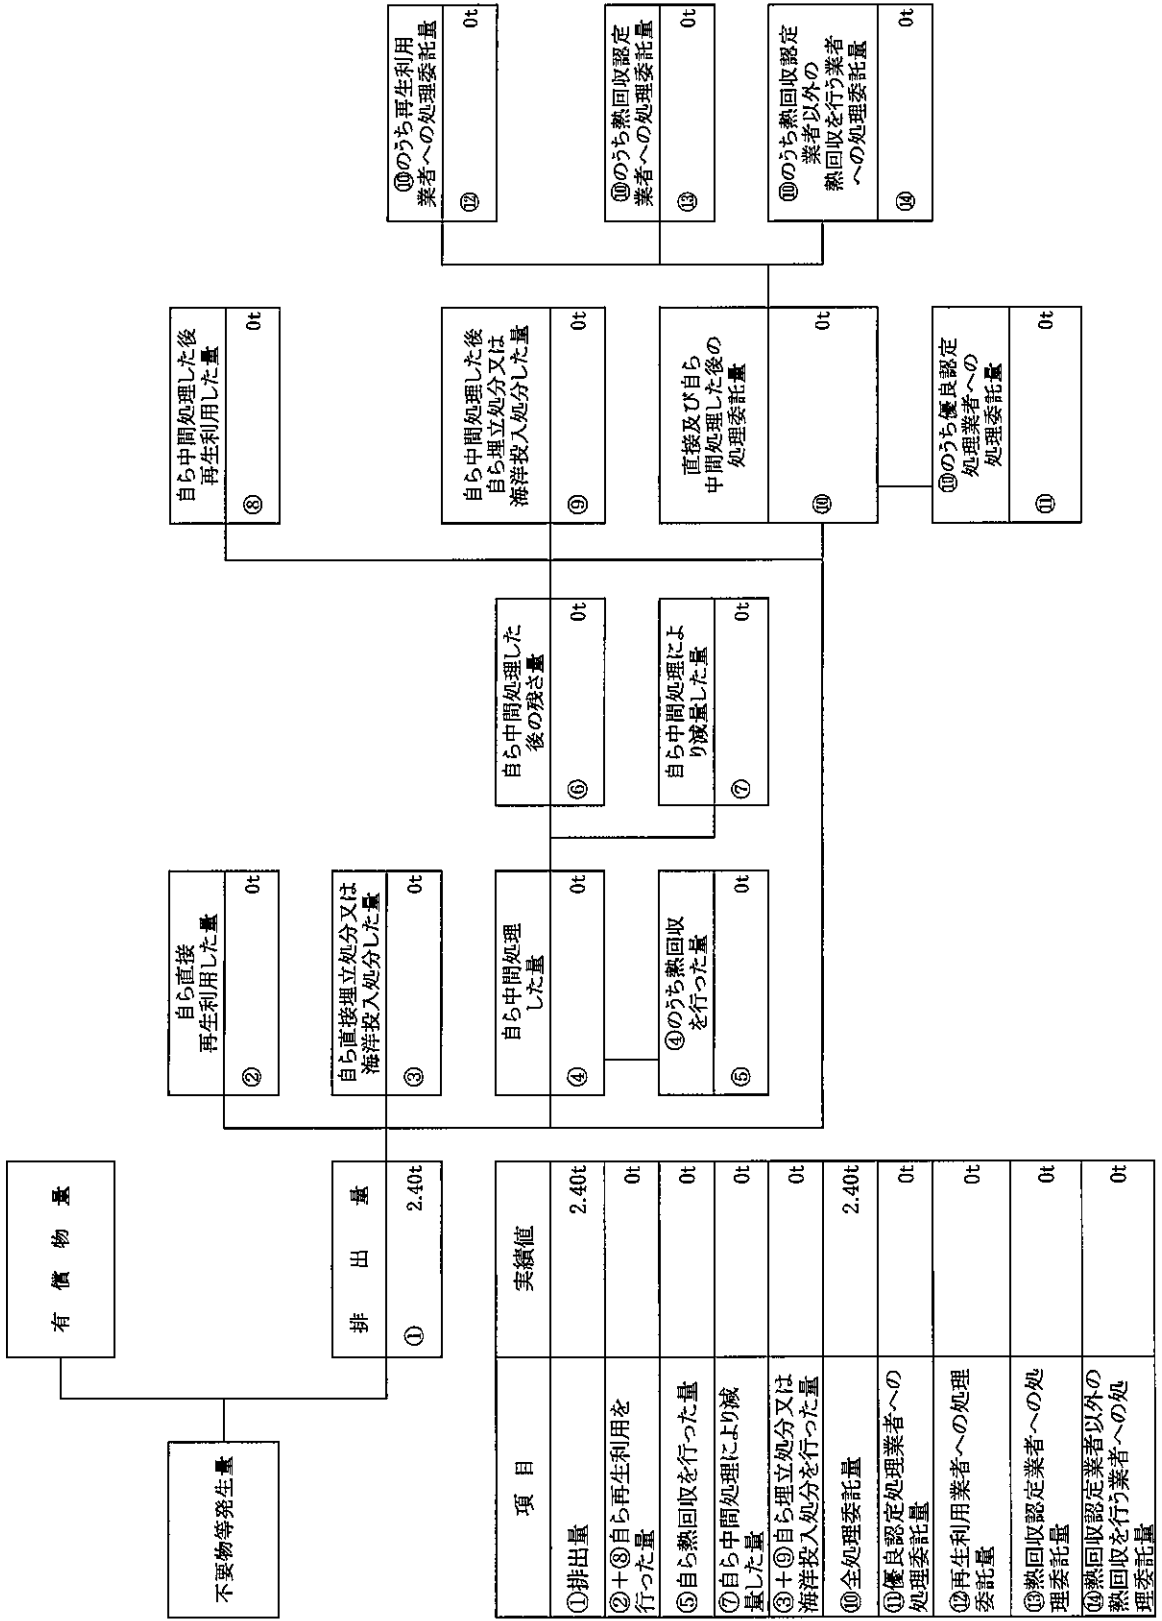 不要物等発生量
有償物量
排出量
① 2.40t
自ら直接
再生利用した量
② 0t
自ら直接埋立処分又は
海洋投入処分した量
③ 0t
自ら中間処理
した量
④ 0t
④のうち熱回収
を行った量
⑤ 0t
自ら中間処理した
後の残さ量
⑥ 0t
自ら中間処理によ
り減量した量
⑦ 0t
自ら中間処理した後
再生利用した量
⑧ 0t
自ら中間処理した後
自ら埋立処分又は
海洋投入処分した量
⑨ 0t
直接及び自ら
中間処理した後の
処理委託量
⑩ 0t
⑩のうち優良認定
処理業者への
処理委託量
⑪ 0t
⑩のうち再生利用
業者への処理委託量
⑫ 0t
⑩のうち熱回収認定
業者への処理委託量
⑬ 0t
⑩のうち熱回収認定
業者以外の
熱回収を行う業者
への処理委託量
⑭ 0t
項目 実績値
①排出量 2.40t
②+⑧自ら再生利用を
行った量 0t
⑤自ら熱回収を行った量 0t
⑦自ら中間処理により減
量した量 0t
③+⑨自ら埋立処分又は
海洋投入処分を行った量 0t
⑩全処理委託量 2.40t
⑪優良認定処理業者への
処理委託量 0t
⑫再生利用業者への処理
委託量 0t
⑬熱回収認定業者への処
理委託量 0t
⑭熱回収認定業者以外の
熱回収を行う業者への処
理委託量 0t